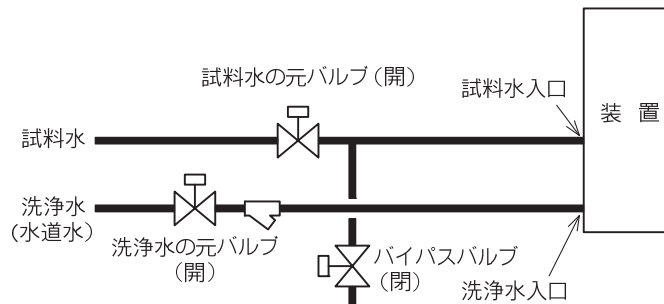 試料水の元バルブ(開)
試料水入口
装 置
試料水
洗浄水
(水道水)
洗浄水の元バルブ
(開)
バイパスバルブ
(閉)
洗浄水入口